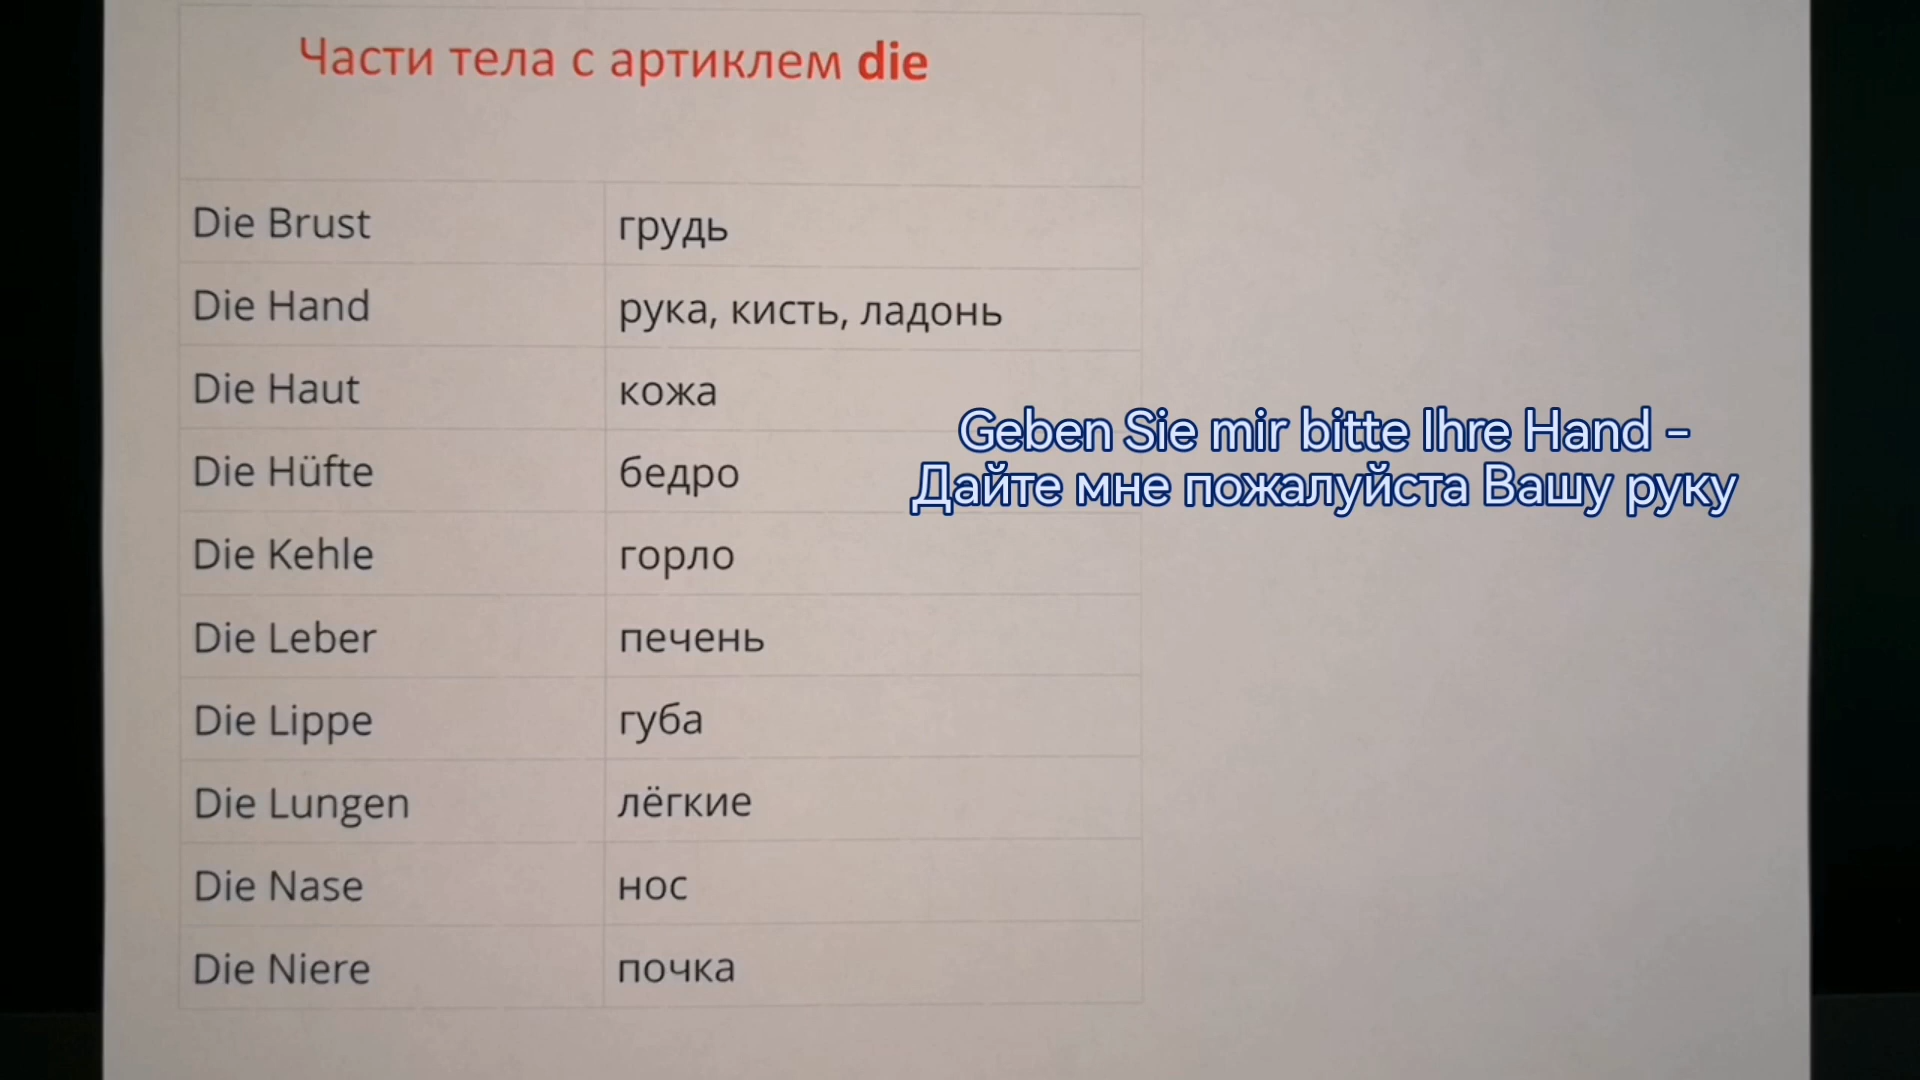 Части тела с артиклем die
Die Brust грудь
Die Hand рука, кисть, ладонь
Die Haut кожа
Geben Sie mir bitte Ihre Hand -
Дайте мне пожалуйста Вашу руку
Die Hüfte бедро
Die Kehle горло
Die Leber печень
Die Lippe губа
Die Lungen лёгкие
Die Nase нос
Die Niere почка